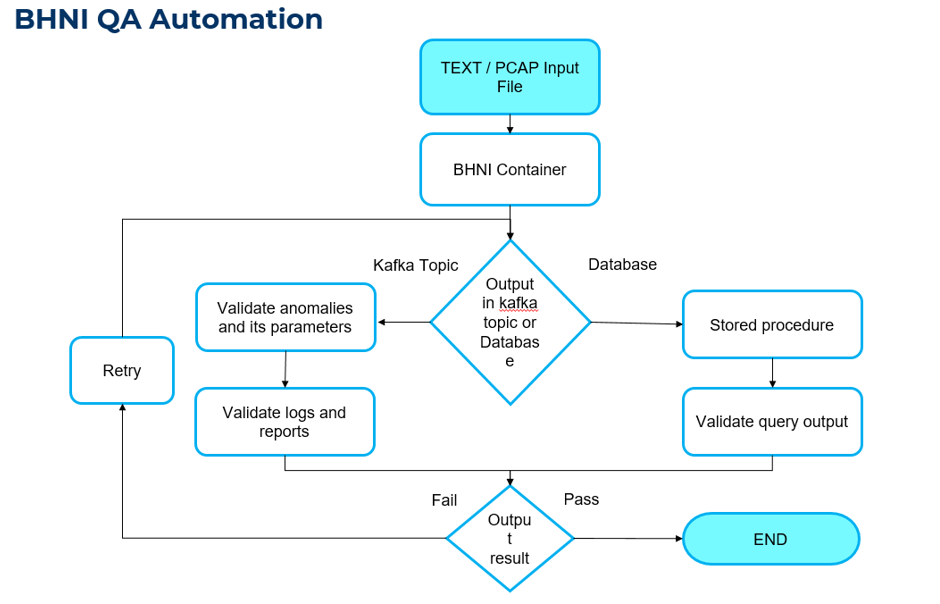 BHNI QA Automation
TEXT / PCAP Input
File
BHNI Container
Kafka Topic
Database
Output
in kafka
topic or
Databas
e
Validate anomalies
and its parameters
Stored procedure
Retry
Validate logs and
reports
Validate query output
Fail
Pass
Outpu
t
result
END